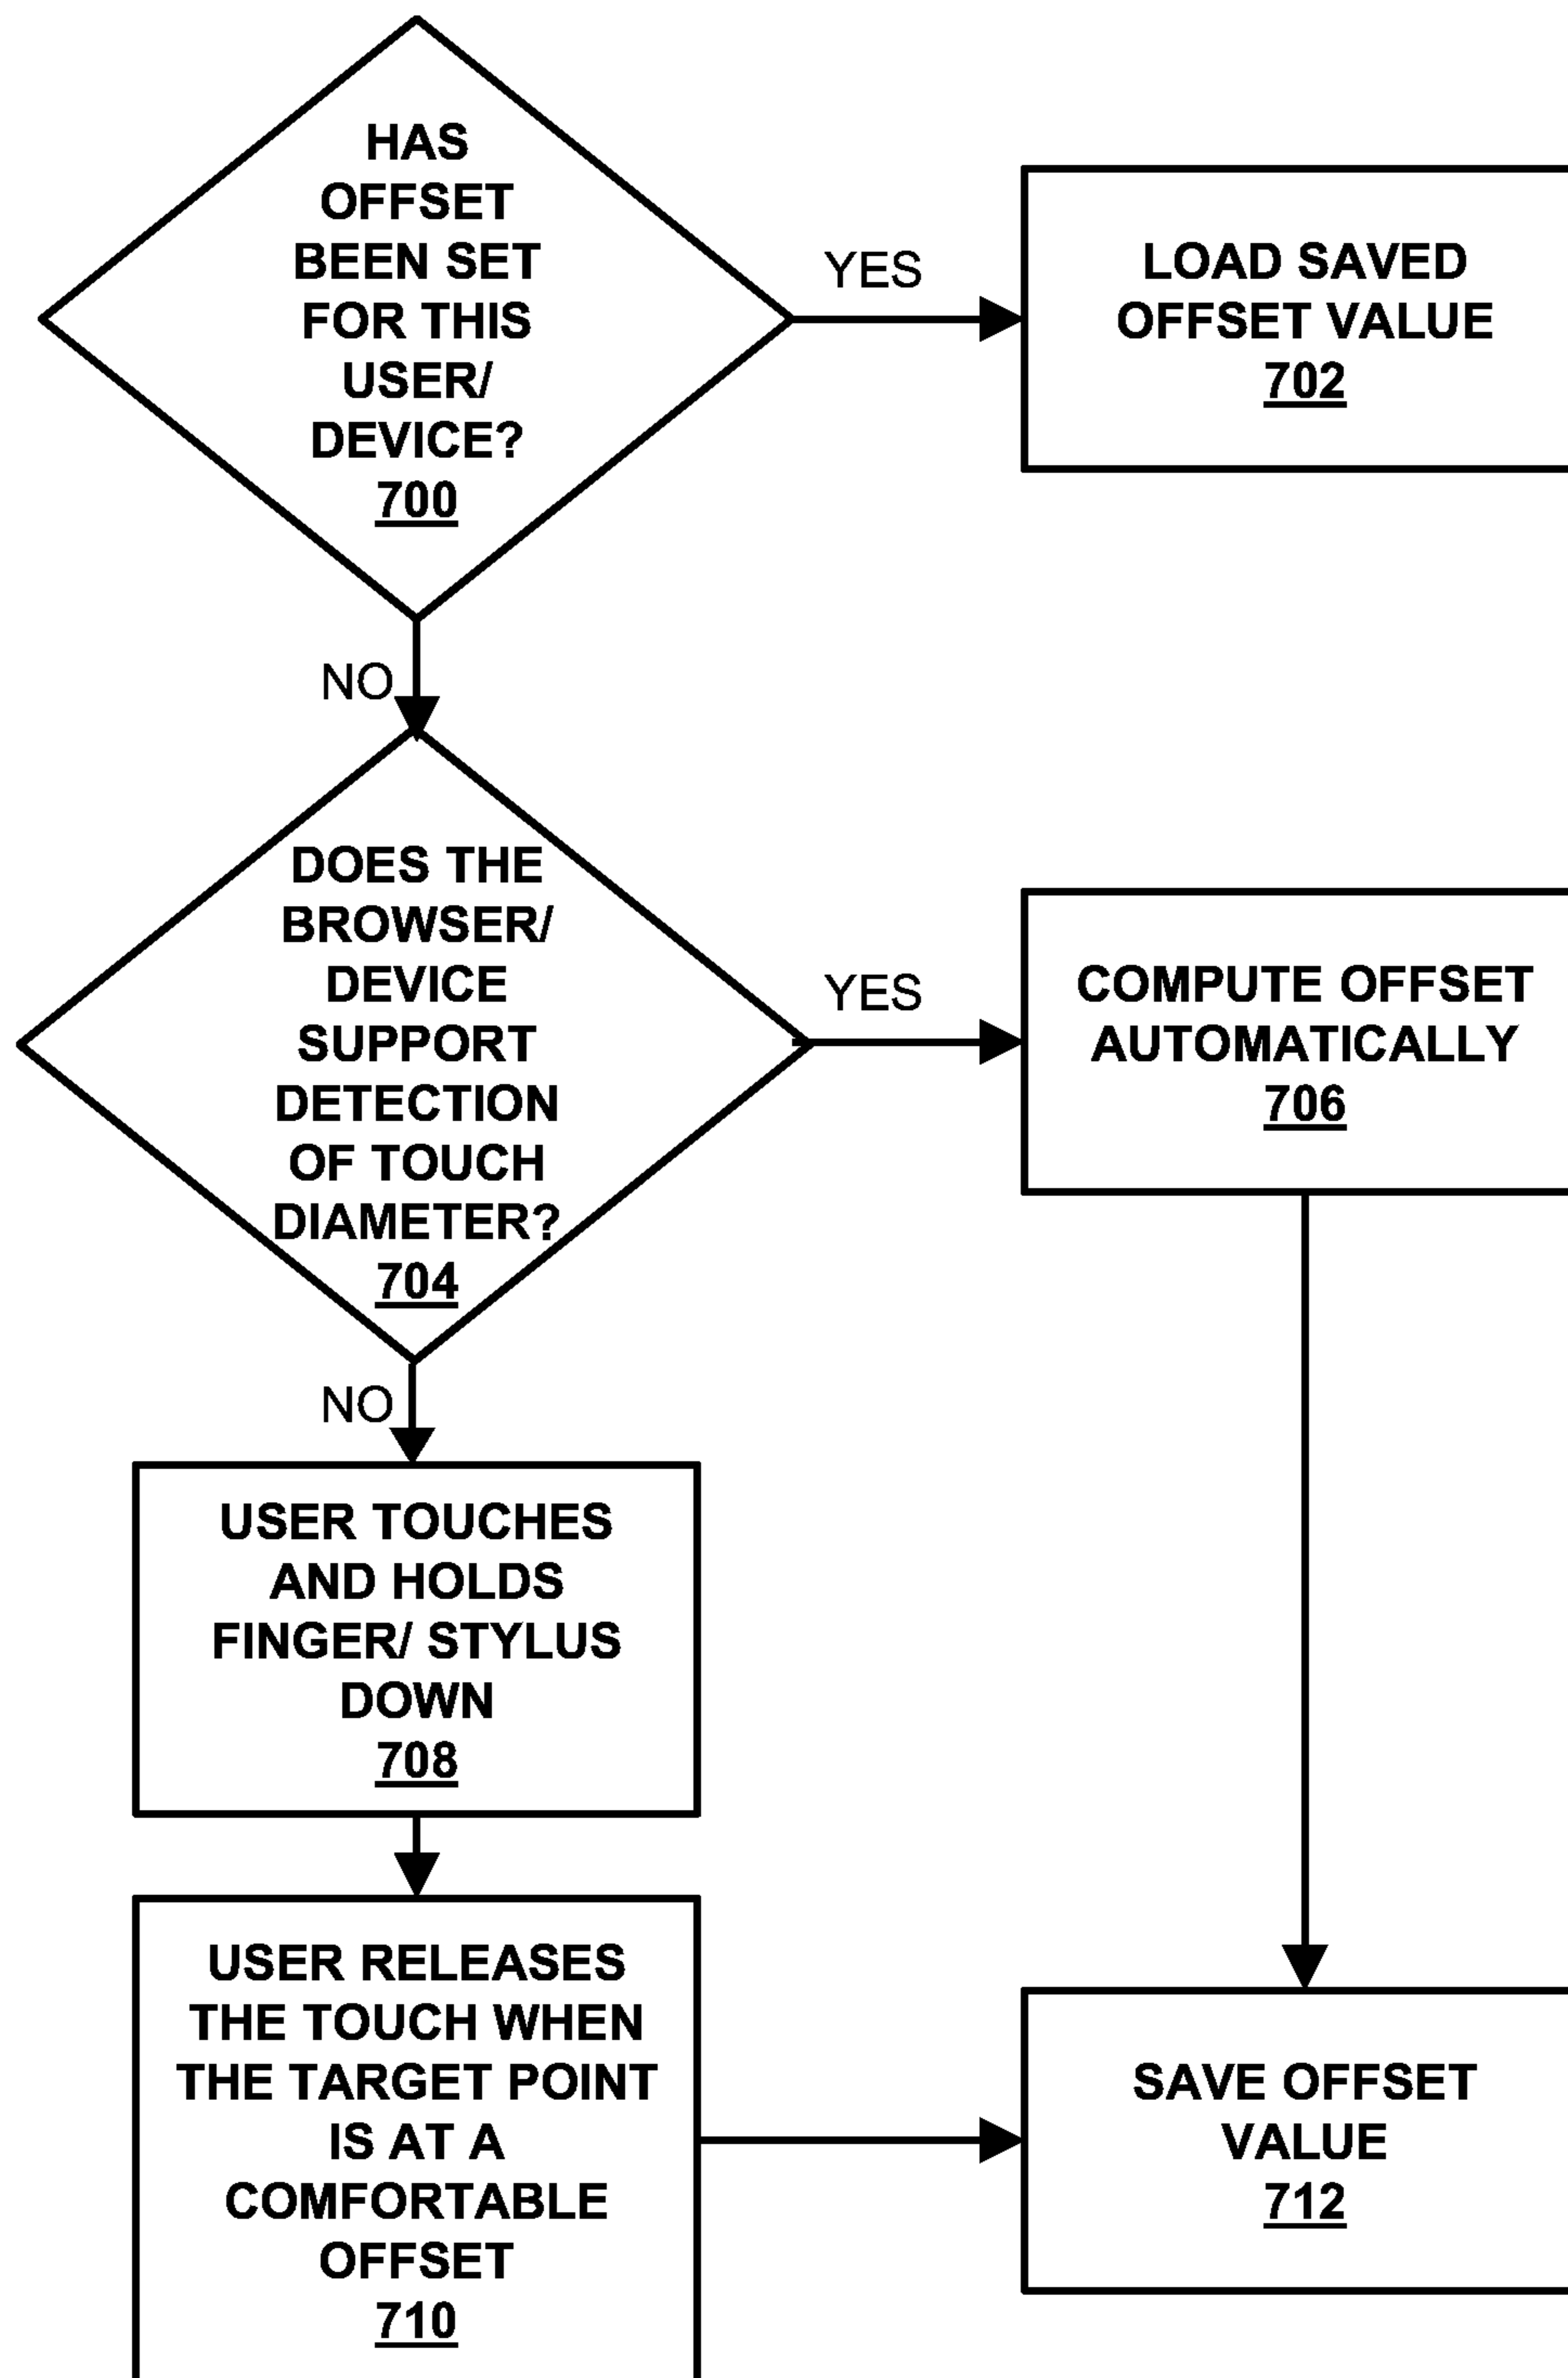 HAS
OFFSET
BEEN SET
FOR THIS
USER/
DEVICE?
700
YES
LOAD SAVED
OFFSET VALUE
702
NO
DOES THE
BROWSER/
DEVICE
SUPPORT
DETECTION
OF TOUCH
DIAMETER?
704
YES
COMPUTE OFFSET
AUTOMATICALLY
706
NO
USER TOUCHES
AND HOLDS
FINGER/ STYLUS
DOWN
708
USER RELEASES
THE TOUCH WHEN
THE TARGET POINT
IS AT A
COMFORTABLE
OFFSET
710
SAVE OFFSET
VALUE
712